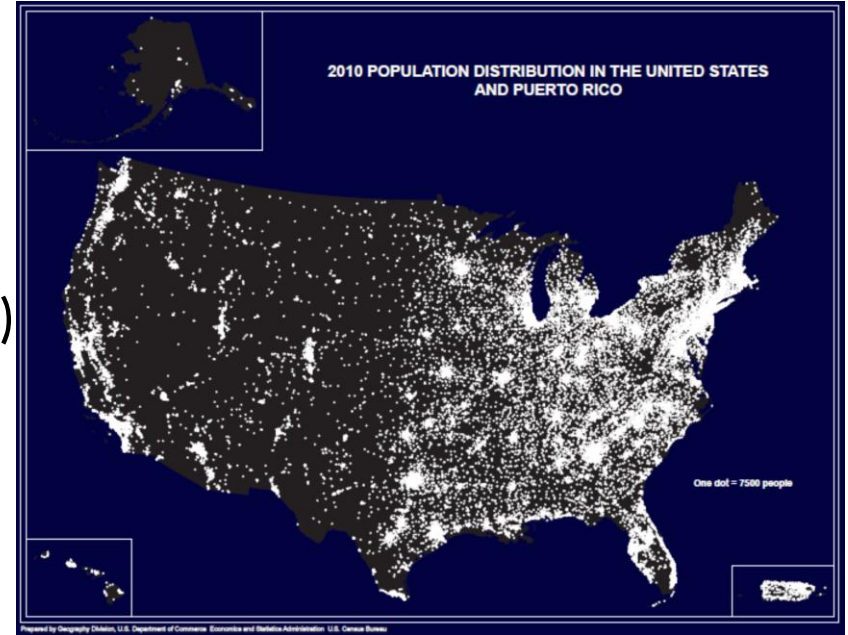 2010 POPULATION DISTRIBUTION IN THE UNITED STATES
AND PUERTO RICO
)
One dot = 7500 people
Prepared by Geography Division, U.S. Department of Commerce Economics and Statistics Administration U.S. Census Bureau